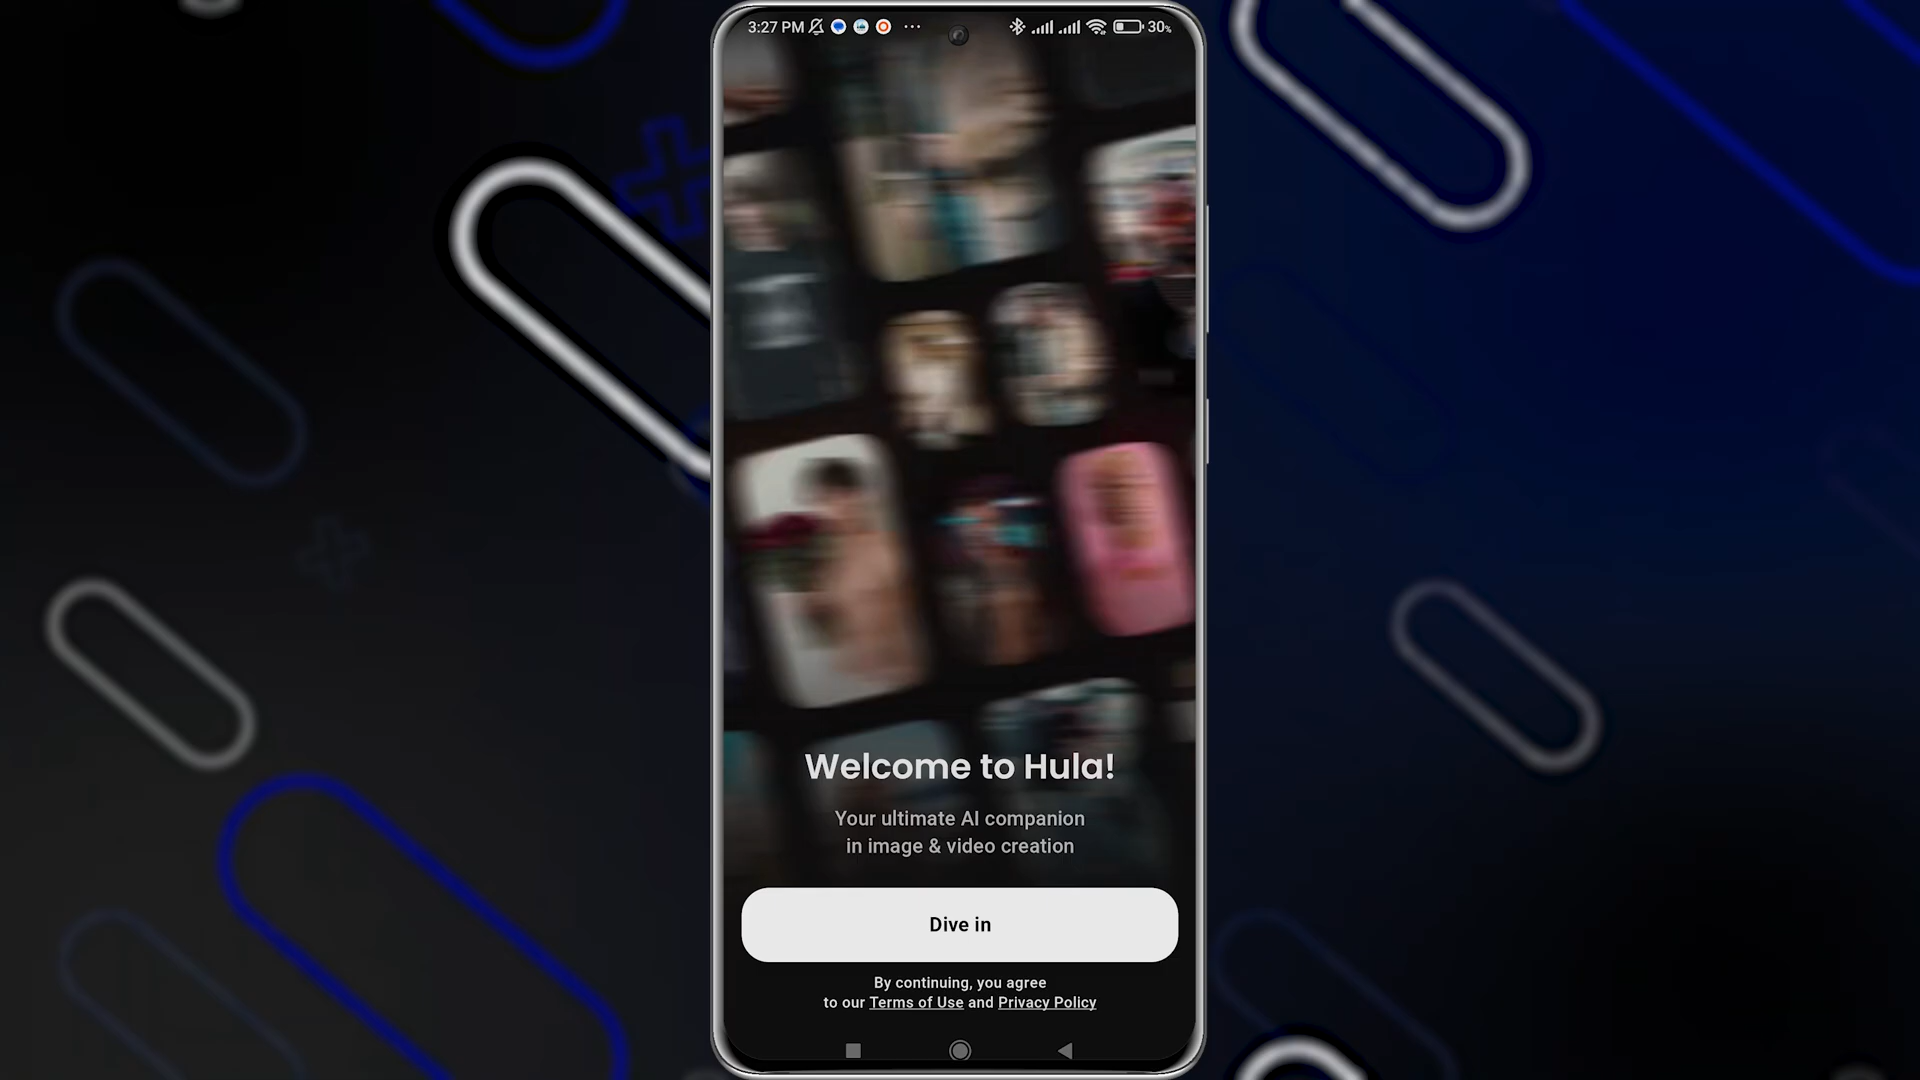 3:27 PM
30%
Welcome to Hula!
Your ultimate AI companion
in image & video creation
Dive in
By continuing, you agree
to our Terms of Use and Privacy Policy